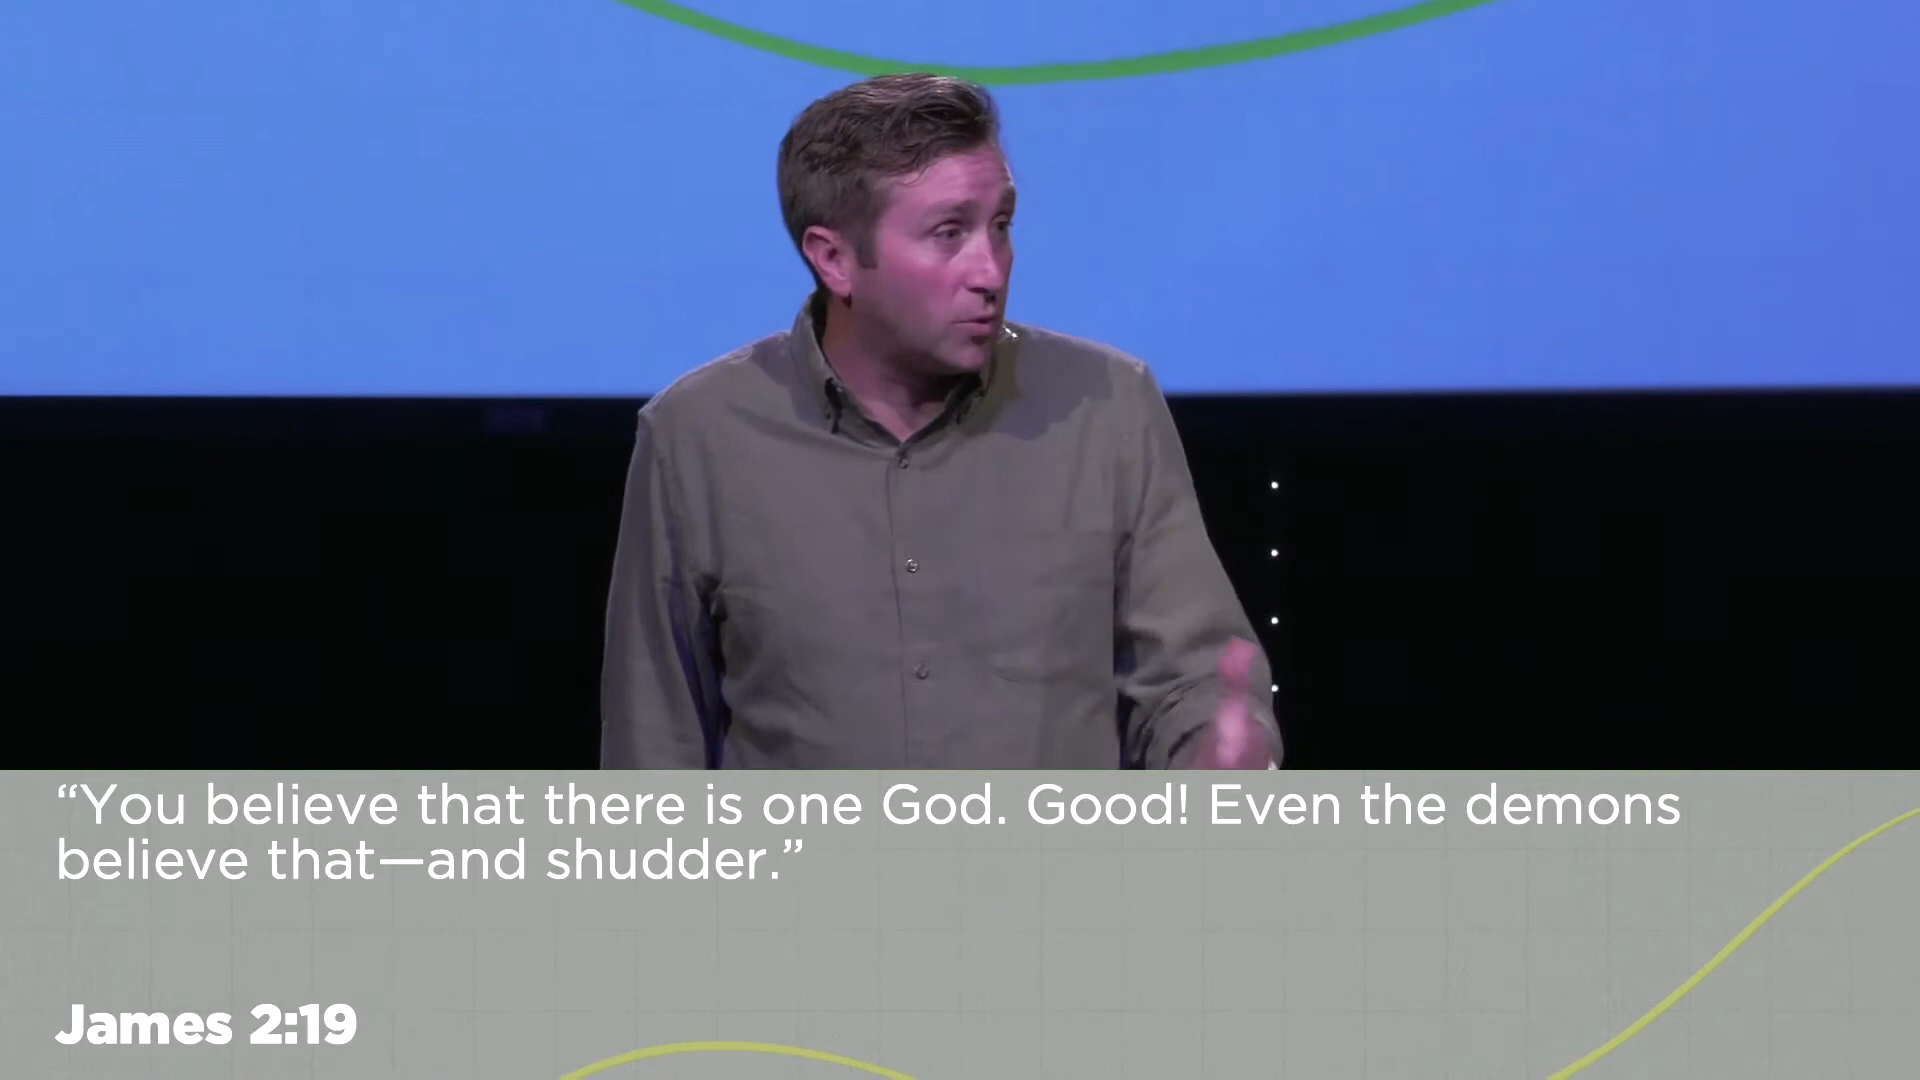 “You believe that there is one God. Good! Even the demons
believe that—and shudder.”
James 2:19